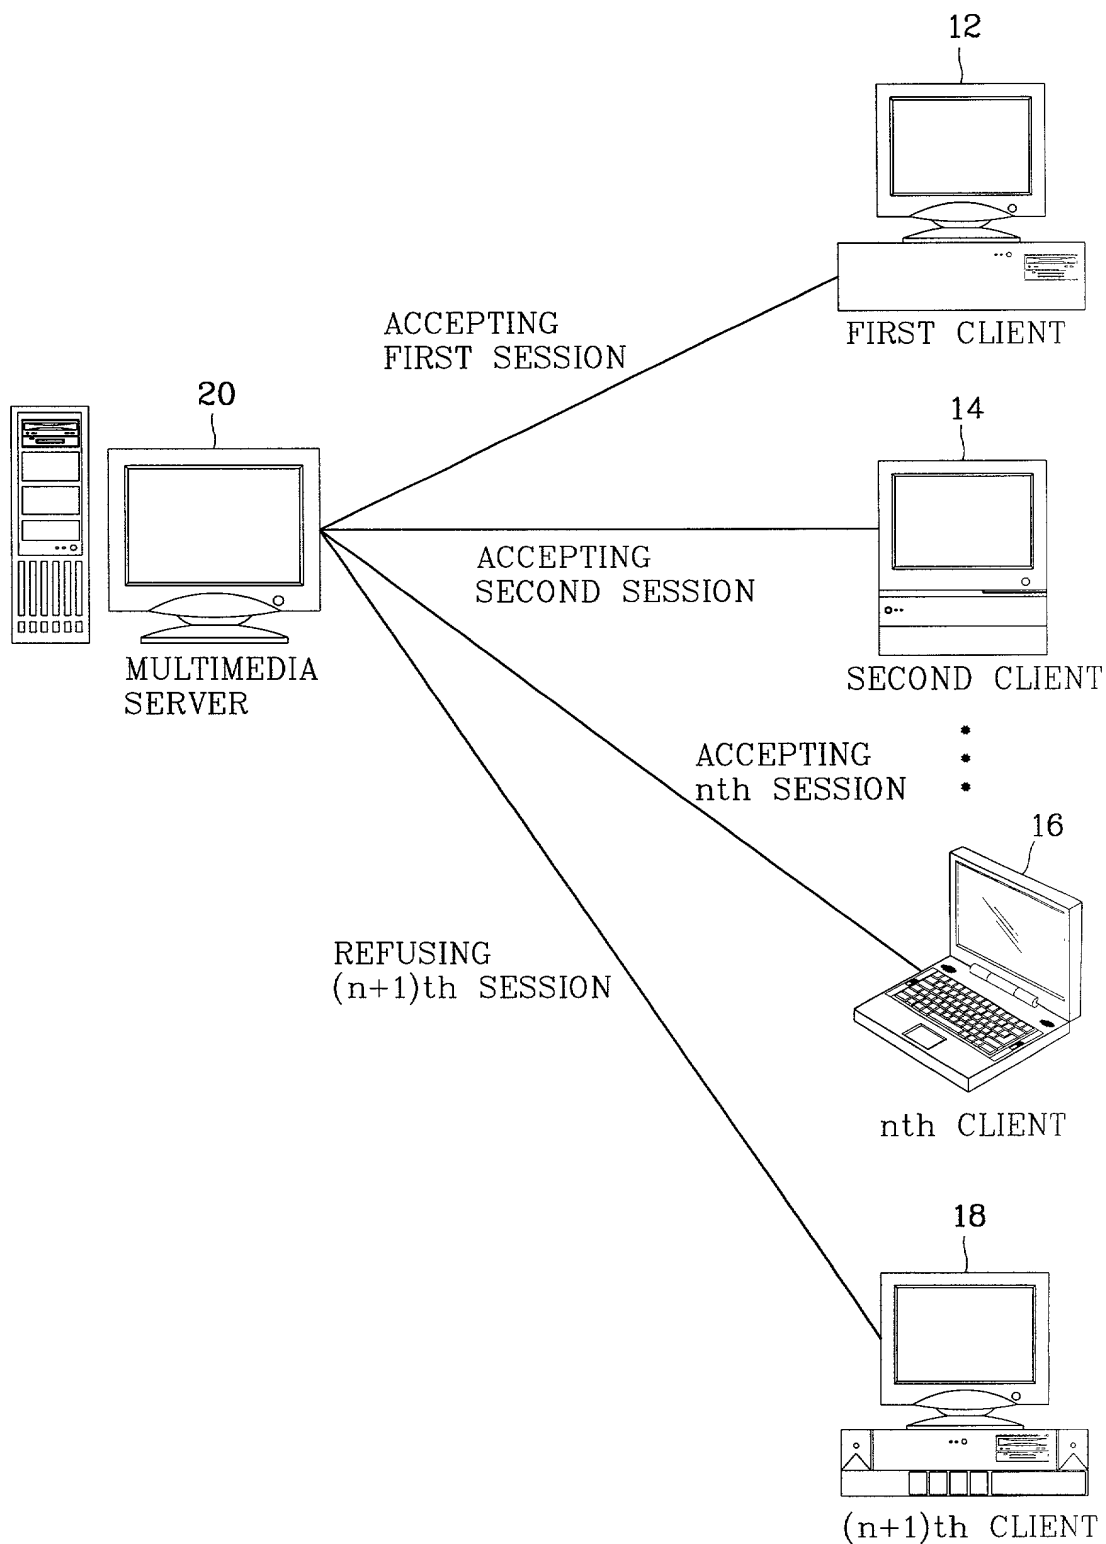 12
FIRST CLIENT
ACCEPTING
FIRST SESSION
20
14
ACCEPTING
SECOND SESSION
MULTIMEDIA
SERVER
SECOND CLIENT
ACCEPTING
nth SESSION
16
REFUSING
(n+1)th SESSION
nth CLIENT
18
(n+1)th CLIENT